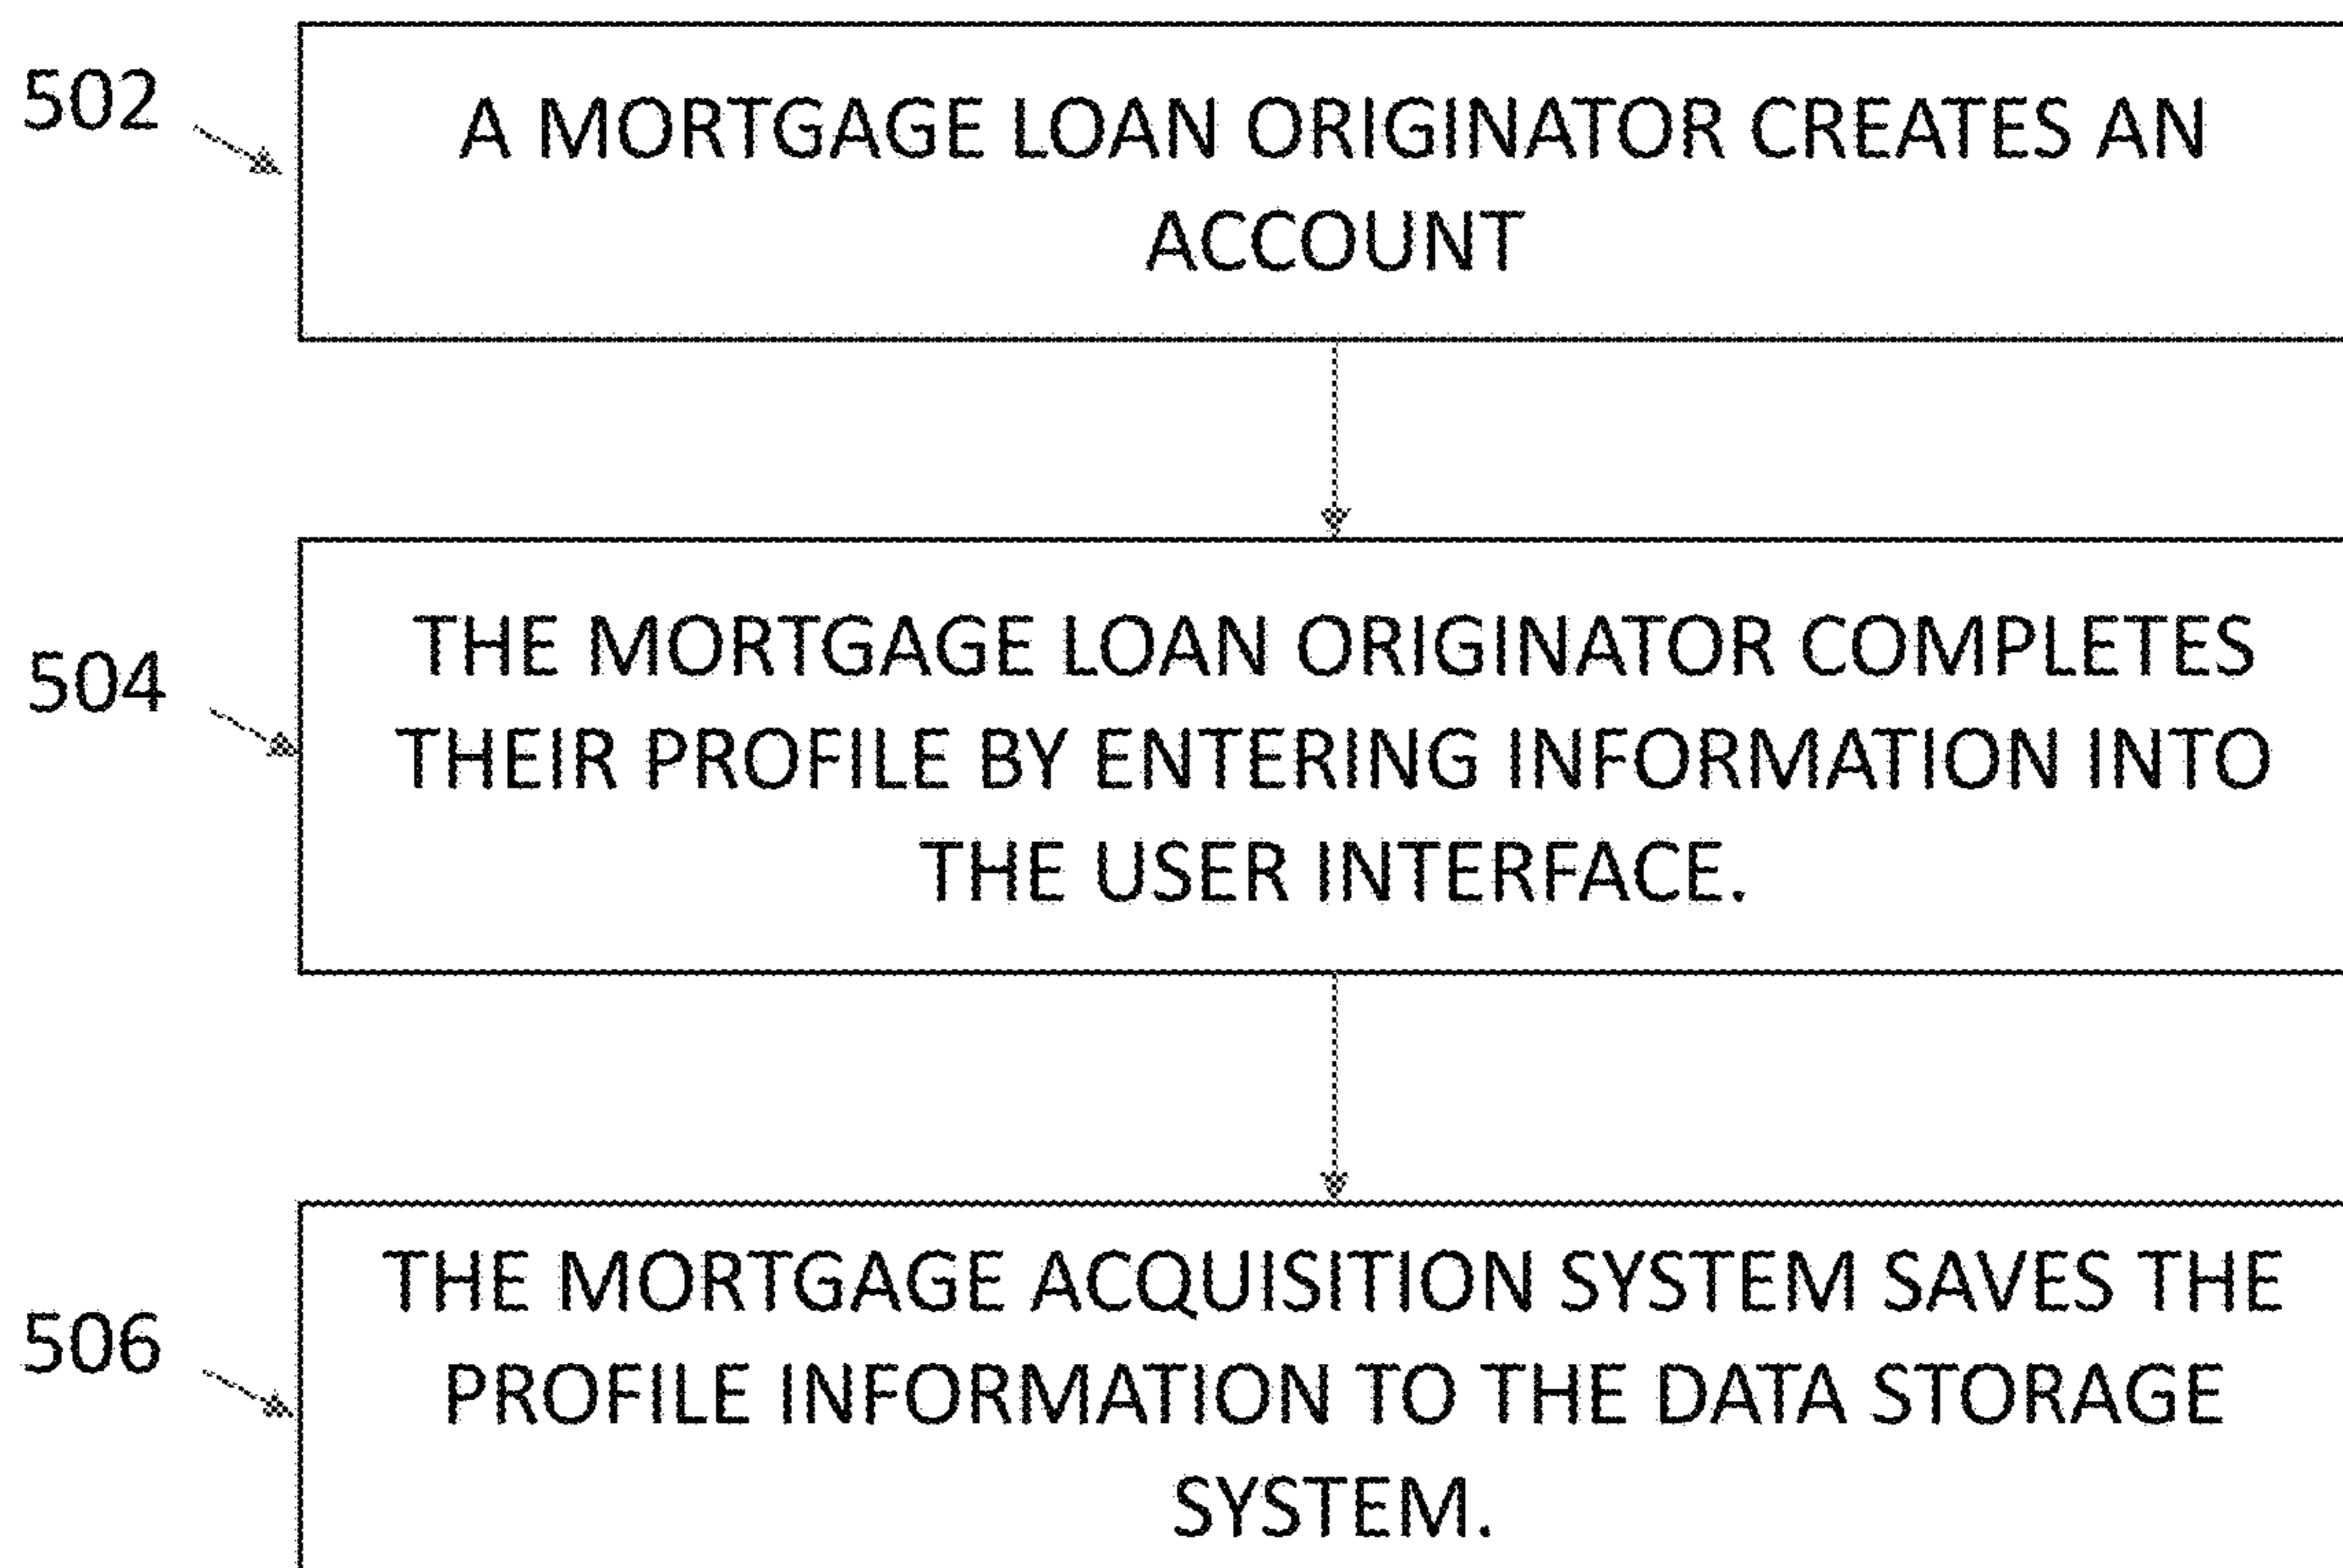 502
A MORTGAGE LOAN ORIGINATOR CREATES AN
ACCOUNT
504
THE MORTGAGE LOAN ORIGINATOR COMPLETES
THEIR PROFILE BY ENTERING INFORMATION INTO
THE USER INTERFACE.
506
THE MORTGAGE ACQUISITION SYSTEM SAVES THE
PROFILE INFORMATION TO THE DATA STORAGE
SYSTEM.